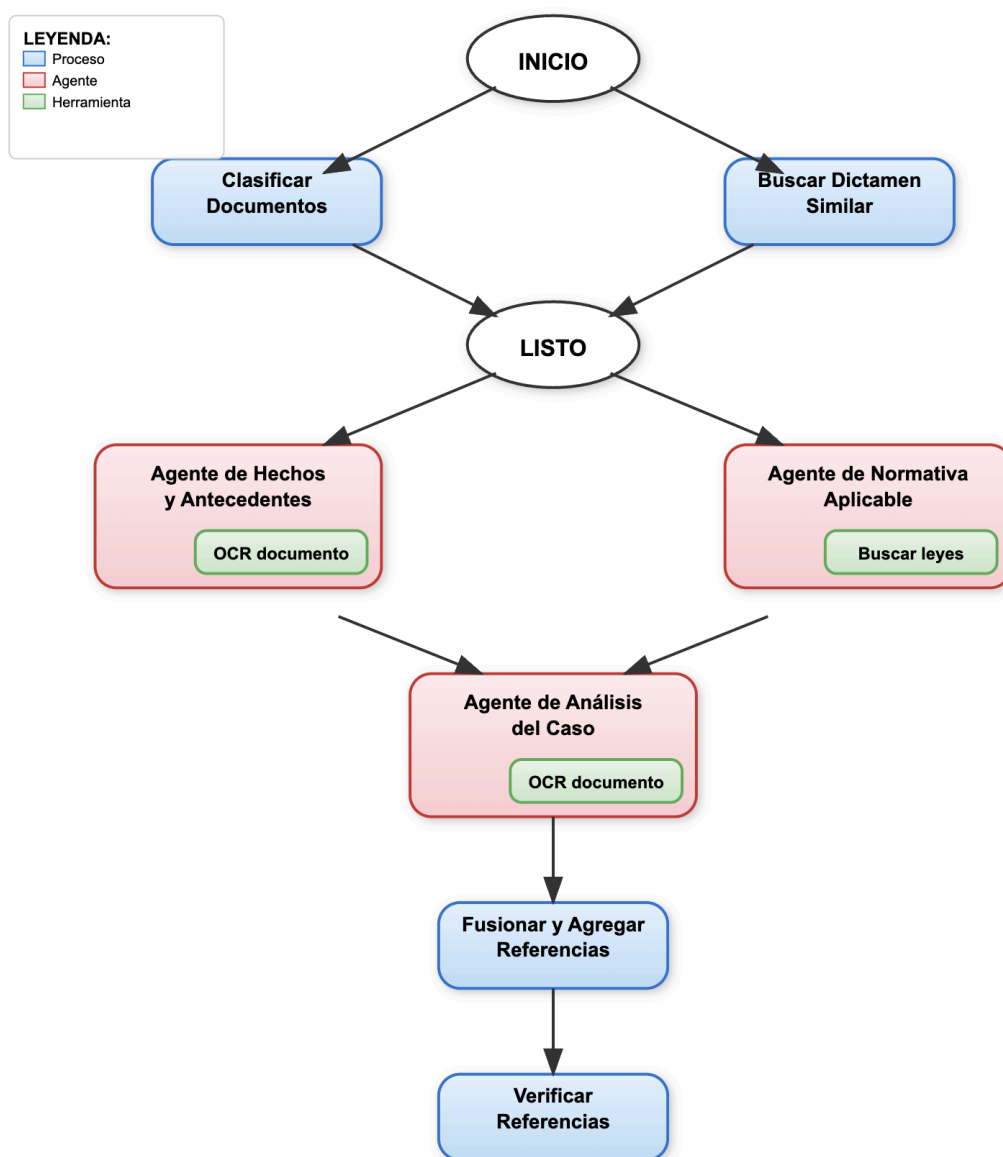 LEYENDA:
Proceso
Agente
Herramienta
INICIO
Clasificar
Documentos
Buscar Dictamen
Similar
LISTO
Agente de Hechos
y Antecedentes
OCR documento
Agente de Normativa
Aplicable
Buscar leyes
Agente de Análisis
del Caso
OCR documento
Fusionar y Agregar
Referencias
Verificar
Referencias